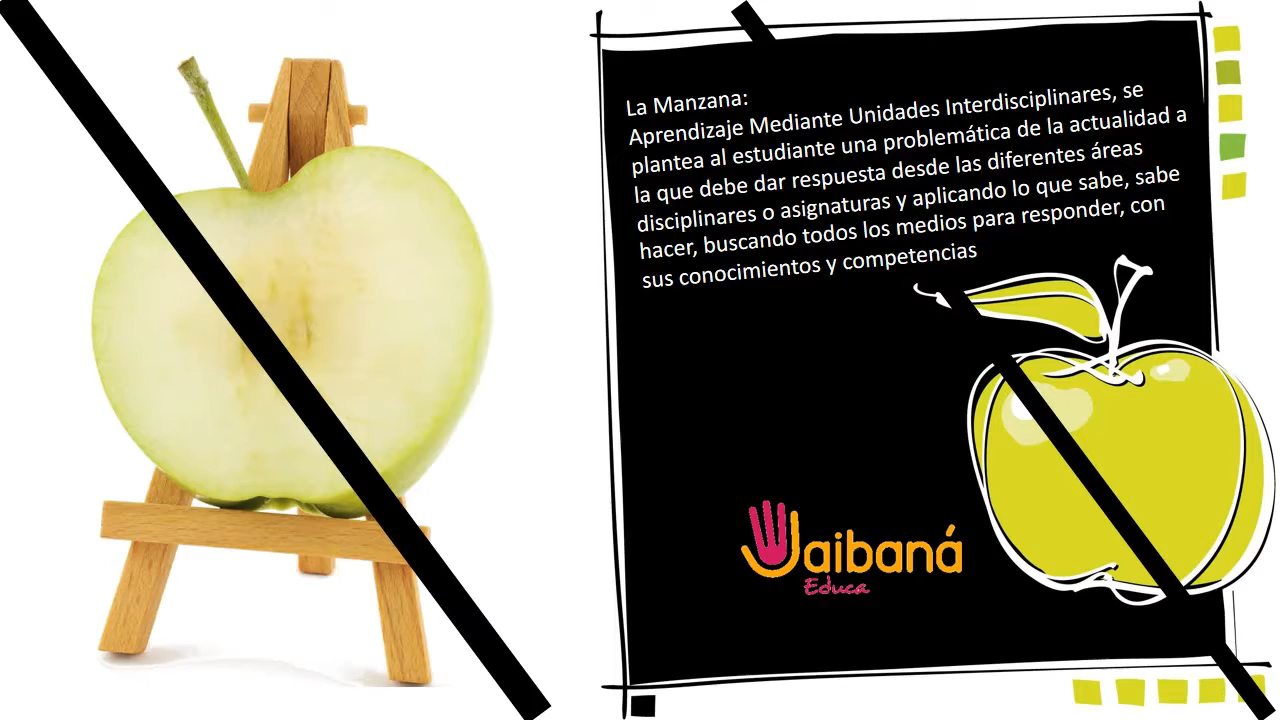 La Manzana:
Aprendizaje Mediante Unidades Interdisciplinares, se
plantea al estudiante una problemática de la actualidad a
la que debe dar respuesta desde las diferentes áreas
disciplinares o asignaturas y aplicando lo que sabe, sabe
hacer, buscando todos los medios para responder, con
sus conocimientos y competencias
Jaibaná
Educa